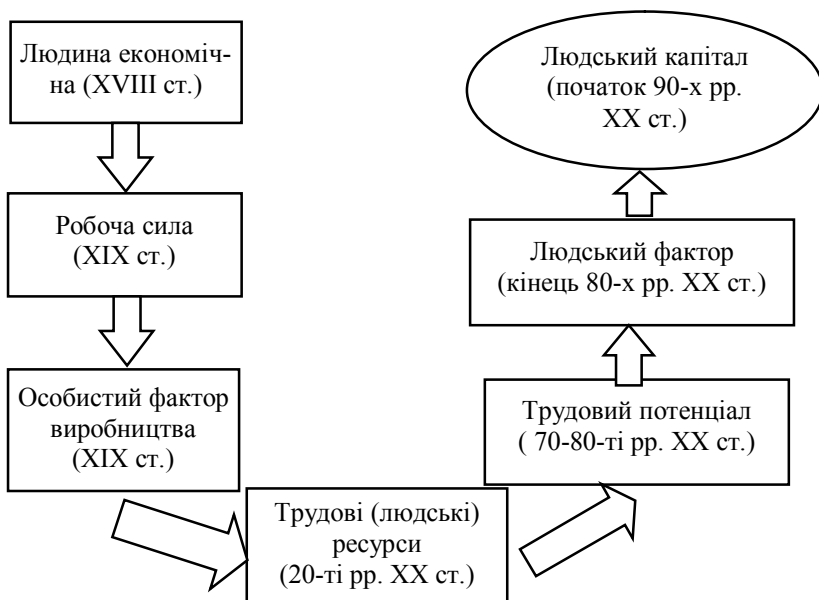 Людина економіч-
на (XVIII ст.)
Робоча сила
(XIX ст.)
Особистий фактор
виробництва
(XIX ст.)
Трудові (людські)
ресурси
(20-ті рр. XX ст.)
Трудовий потенціал
( 70-80-ті рр. XX ст.)
Людський фактор
(кінець 80-х рр. XX ст.)
Людський капітал
(початок 90-х рр.
XX ст.)